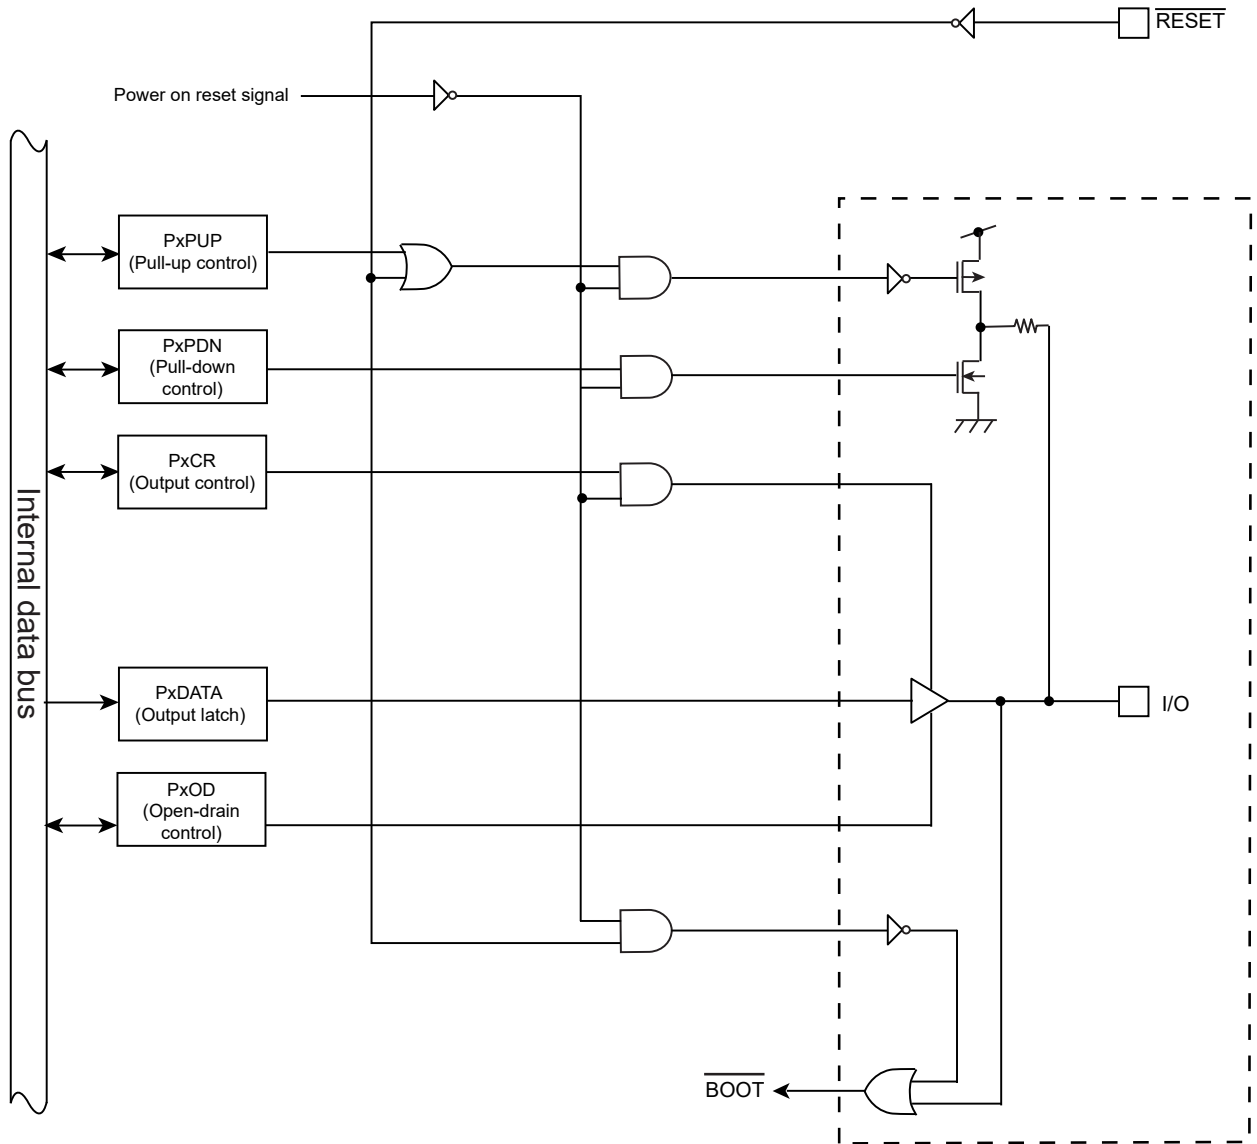 RESET
Power on reset signal
PxPUP
(Pull-up control)
PxPDN
(Pull-down
control)
PxCR
(Output control)
Internal data bus
PxDATA
(Output latch)
I/O
PxOD
(Open-drain
control)
BOOT